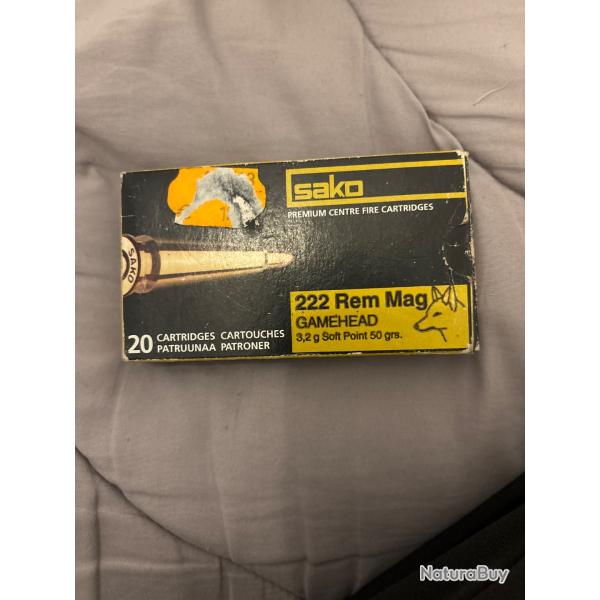 sako
PREMIUM CENTRE FIRE CARTRIDGES
SAKO
222 Rem Mag
GAMEHEAD
3,2 g Soft Point 50 grs.
20 CARTRIDGES CARTOUCHES
PATRUUNAA PATRONER
NaturaBuy